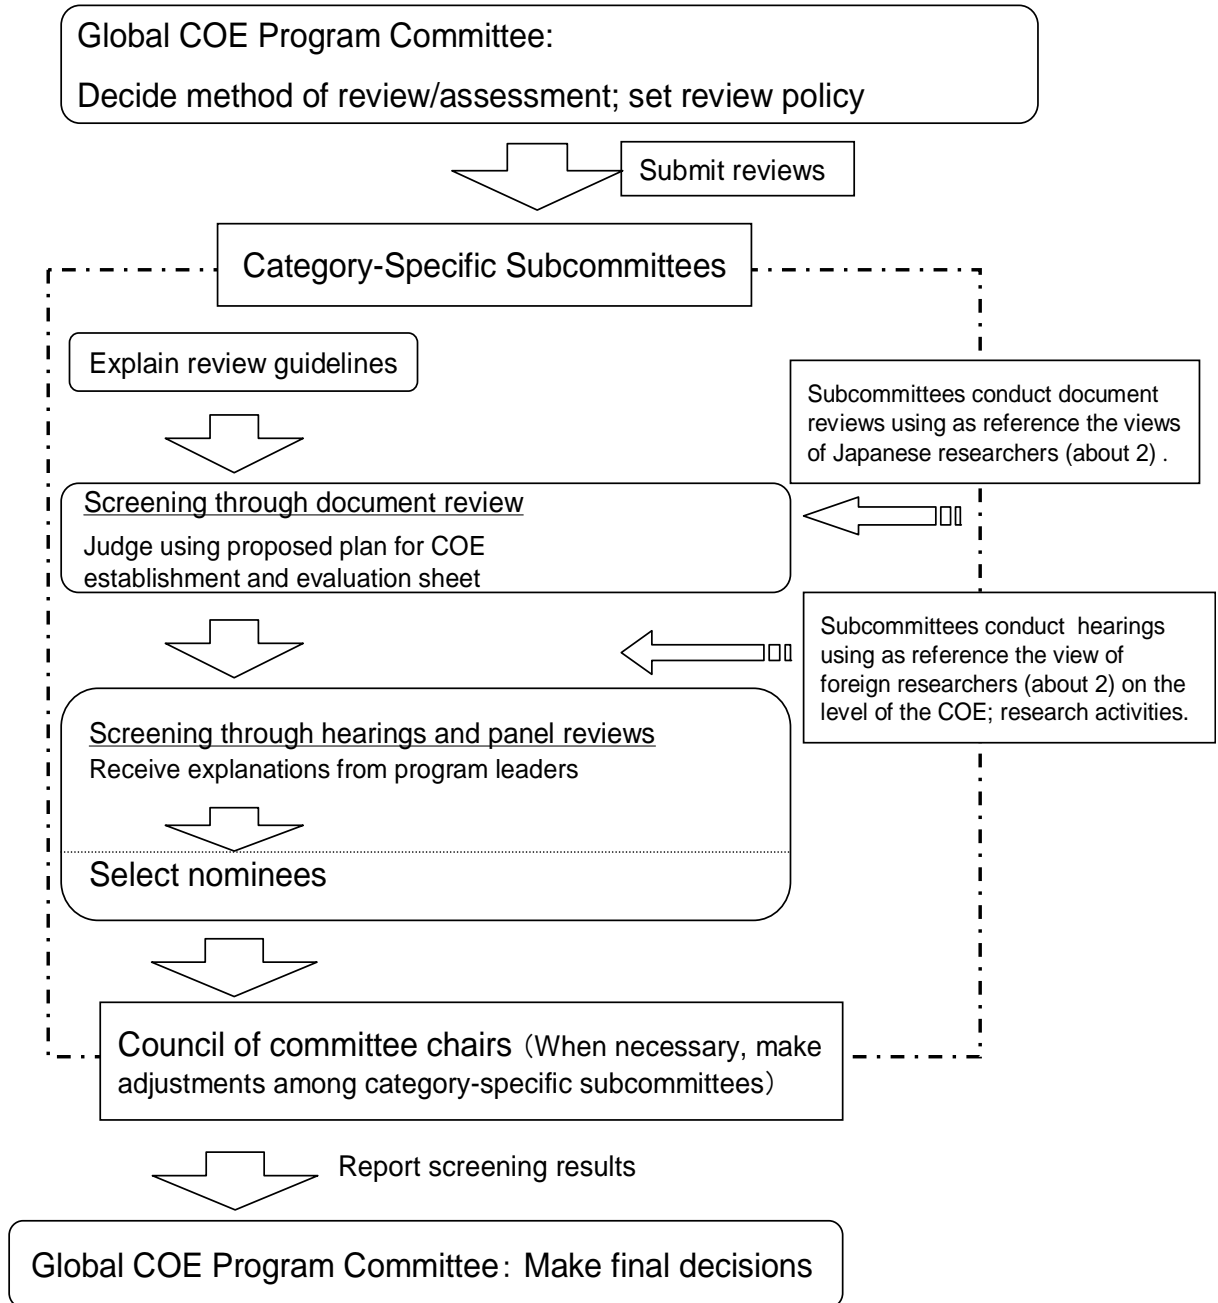 Global COE Program Committee:
Decide method of review/assessment; set review policy
Submit reviews
Category-Specific Subcommittees
Explain review guidelines
Subcommittees conduct document
reviews using as reference the views
of Japanese researchers (about 2) .
Screening through document review
Judge using proposed plan for COE
establishment and evaluation sheet
Subcommittees conduct hearings
using as reference the view of
foreign researchers (about 2) on the
level of the COE; research activities.
Screening through hearings and panel reviews
Receive explanations from program leaders
Select nominees
Council of committee chairs（When necessary, make
adjustments among category-specific subcommittees）
Report screening results
Global COE Program Committee： Make final decisions